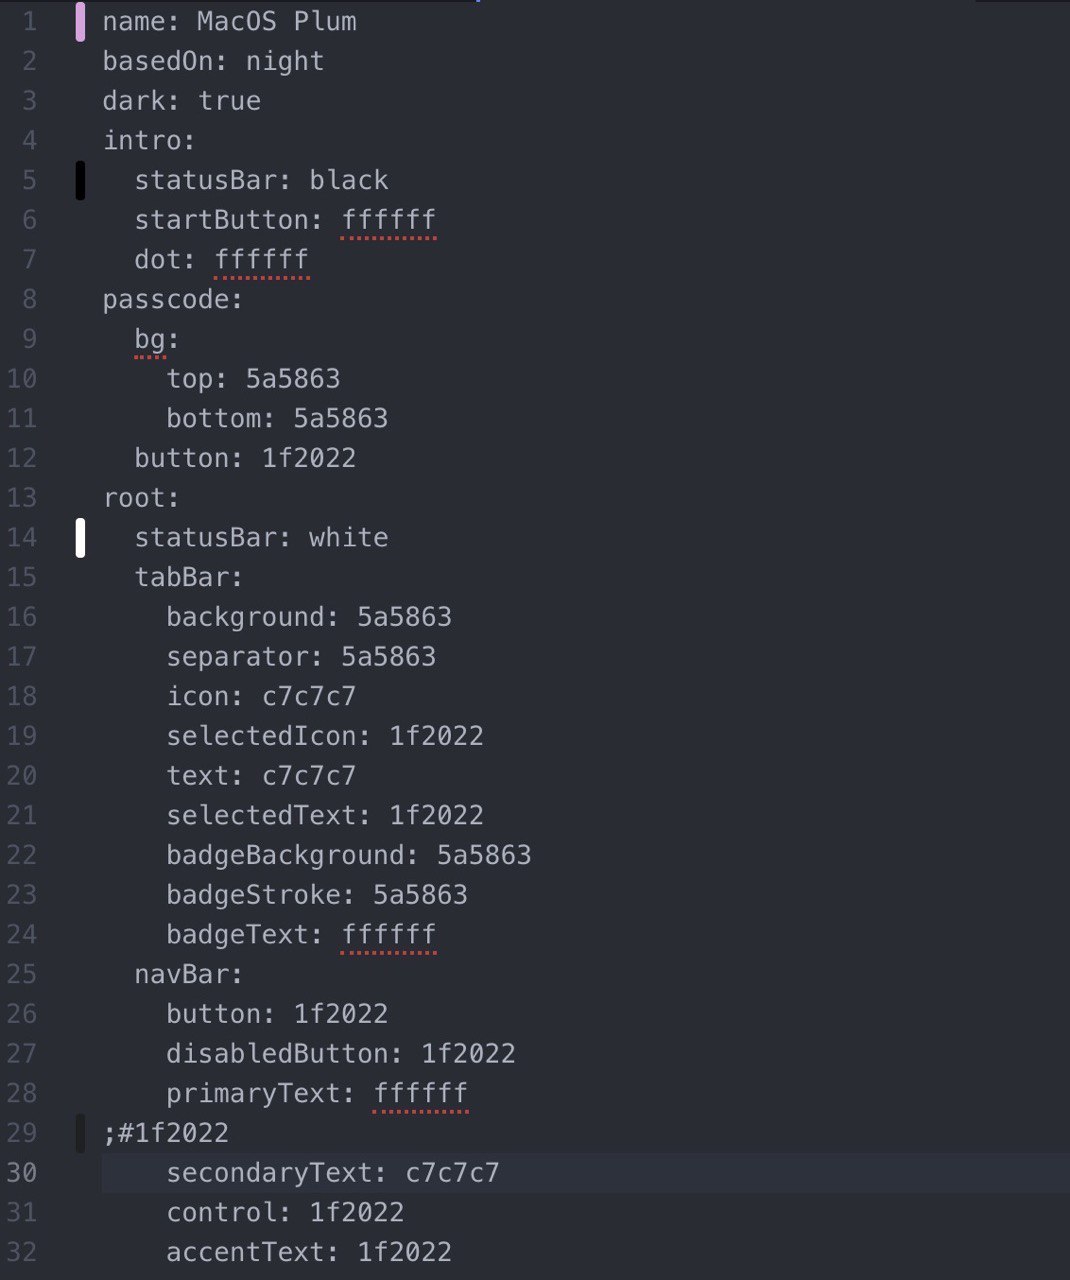 1 name: MacOS Plum
2 basedOn: night
3 dark: true
4 intro:
5 statusBar: black
6 startButton: ffffff
7 dot: ffffff
8 passcode:
9 bg:
10 top: 5a5863
11 bottom: 5a5863
12 button: 1f2022
13 root:
14 statusBar: white
15 tabBar:
16 background: 5a5863
17 separator: 5a5863
18 icon: c7c7c7
19 selectedIcon: 1f2022
20 text: c7c7c7
21 selectedText: 1f2022
22 badgeBackground: 5a5863
23 badgeStroke: 5a5863
24 badgeText: ffffff
25 navBar:
26 button: 1f2022
27 disabledButton: 1f2022
28 primaryText: ffffff
29 ;#1f2022
30 secondaryText: c7c7c7
31 control: 1f2022
32 accentText: 1f2022